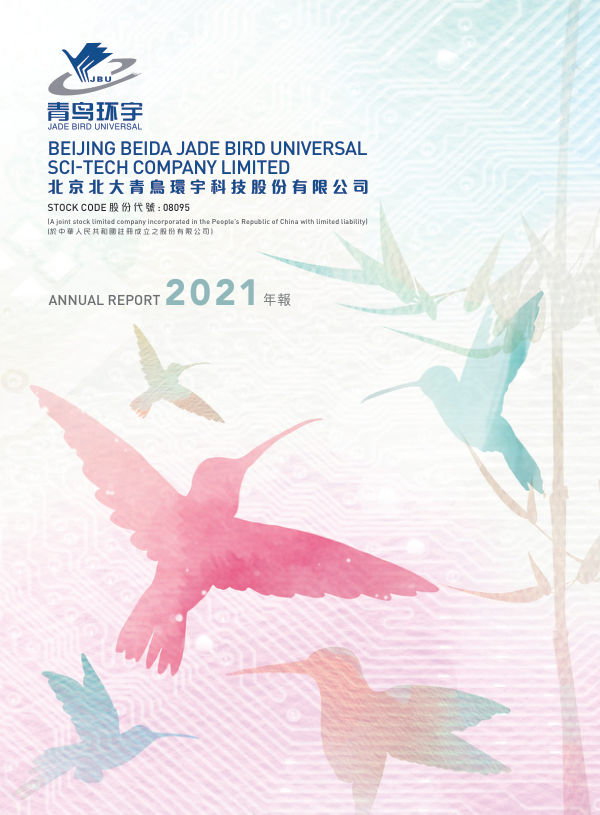 JBU
青鸟环宇
JADE BIRD UNIVERSAL
BEIJING BEIDA JADE BIRD UNIVERSAL
SCI-TECH COMPANY LIMITED
北京北大青鳥環宇科技股份有限公司
STOCK CODE 股份代號 : 08095
(A joint stock limited company incorporated in the People's Republic of China with limited liability)
(於中華人民共和國註冊成立之股份有限公司)
ANNUAL REPORT 2021 年報